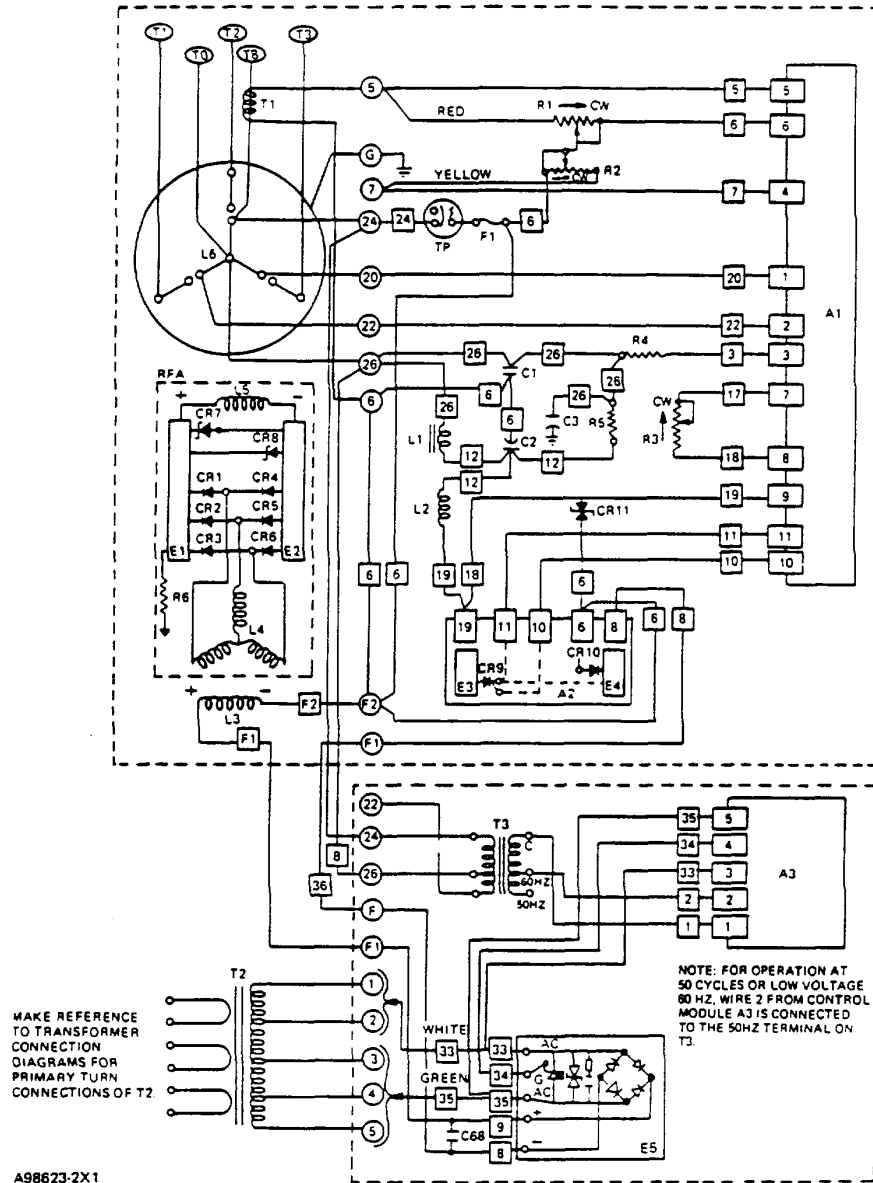 T1
T0
T2
T8
T3
T1
5
RED
R1
CW
5
5
6
6
G
R2
CW
7
YELLOW
7
4
24
24
TP
F1
6
L6
20
20
1
A1
22
22
2
26
26
26
R4
3
3
C1
RFA
6
6
26
L5
+
-
CR7
CR8
26
6
C3
26
R5
CW
R3
17
7
C2
L1
12
12
18
8
CR1
CR4
12
CR2
CR5
L2
19
9
CR11
CR3
CR6
11
11
E1
E2
10
10
6
6
19
18
6
6
8
R6
L4
19
11
10
6
8
CR9
CR10
E3
A2
E4
+
-
L3
F2
F2
F1
F1
22
T3
35
5
24
C
34
4
8
33
3
A3
26
60HZ
2
2
36
50HZ
1
1
F
F1
T2
1
NOTE: FOR OPERATION AT
50 CYCLES OR LOW VOLTAGE
60 HZ, WIRE 2 FROM CONTROL
MODULE A3 IS CONNECTED
TO THE 50HZ TERMINAL ON
T3.
2
MAKE REFERENCE
TO TRANSFORMER
CONNECTION
DIAGRAMS FOR
PRIMARY TURN
CONNECTIONS OF T2
WHITE
33
33
AC
3
34
G
GREEN
4
35
35
AC
5
9
+
C68
8
-
E5
A98623-2X1